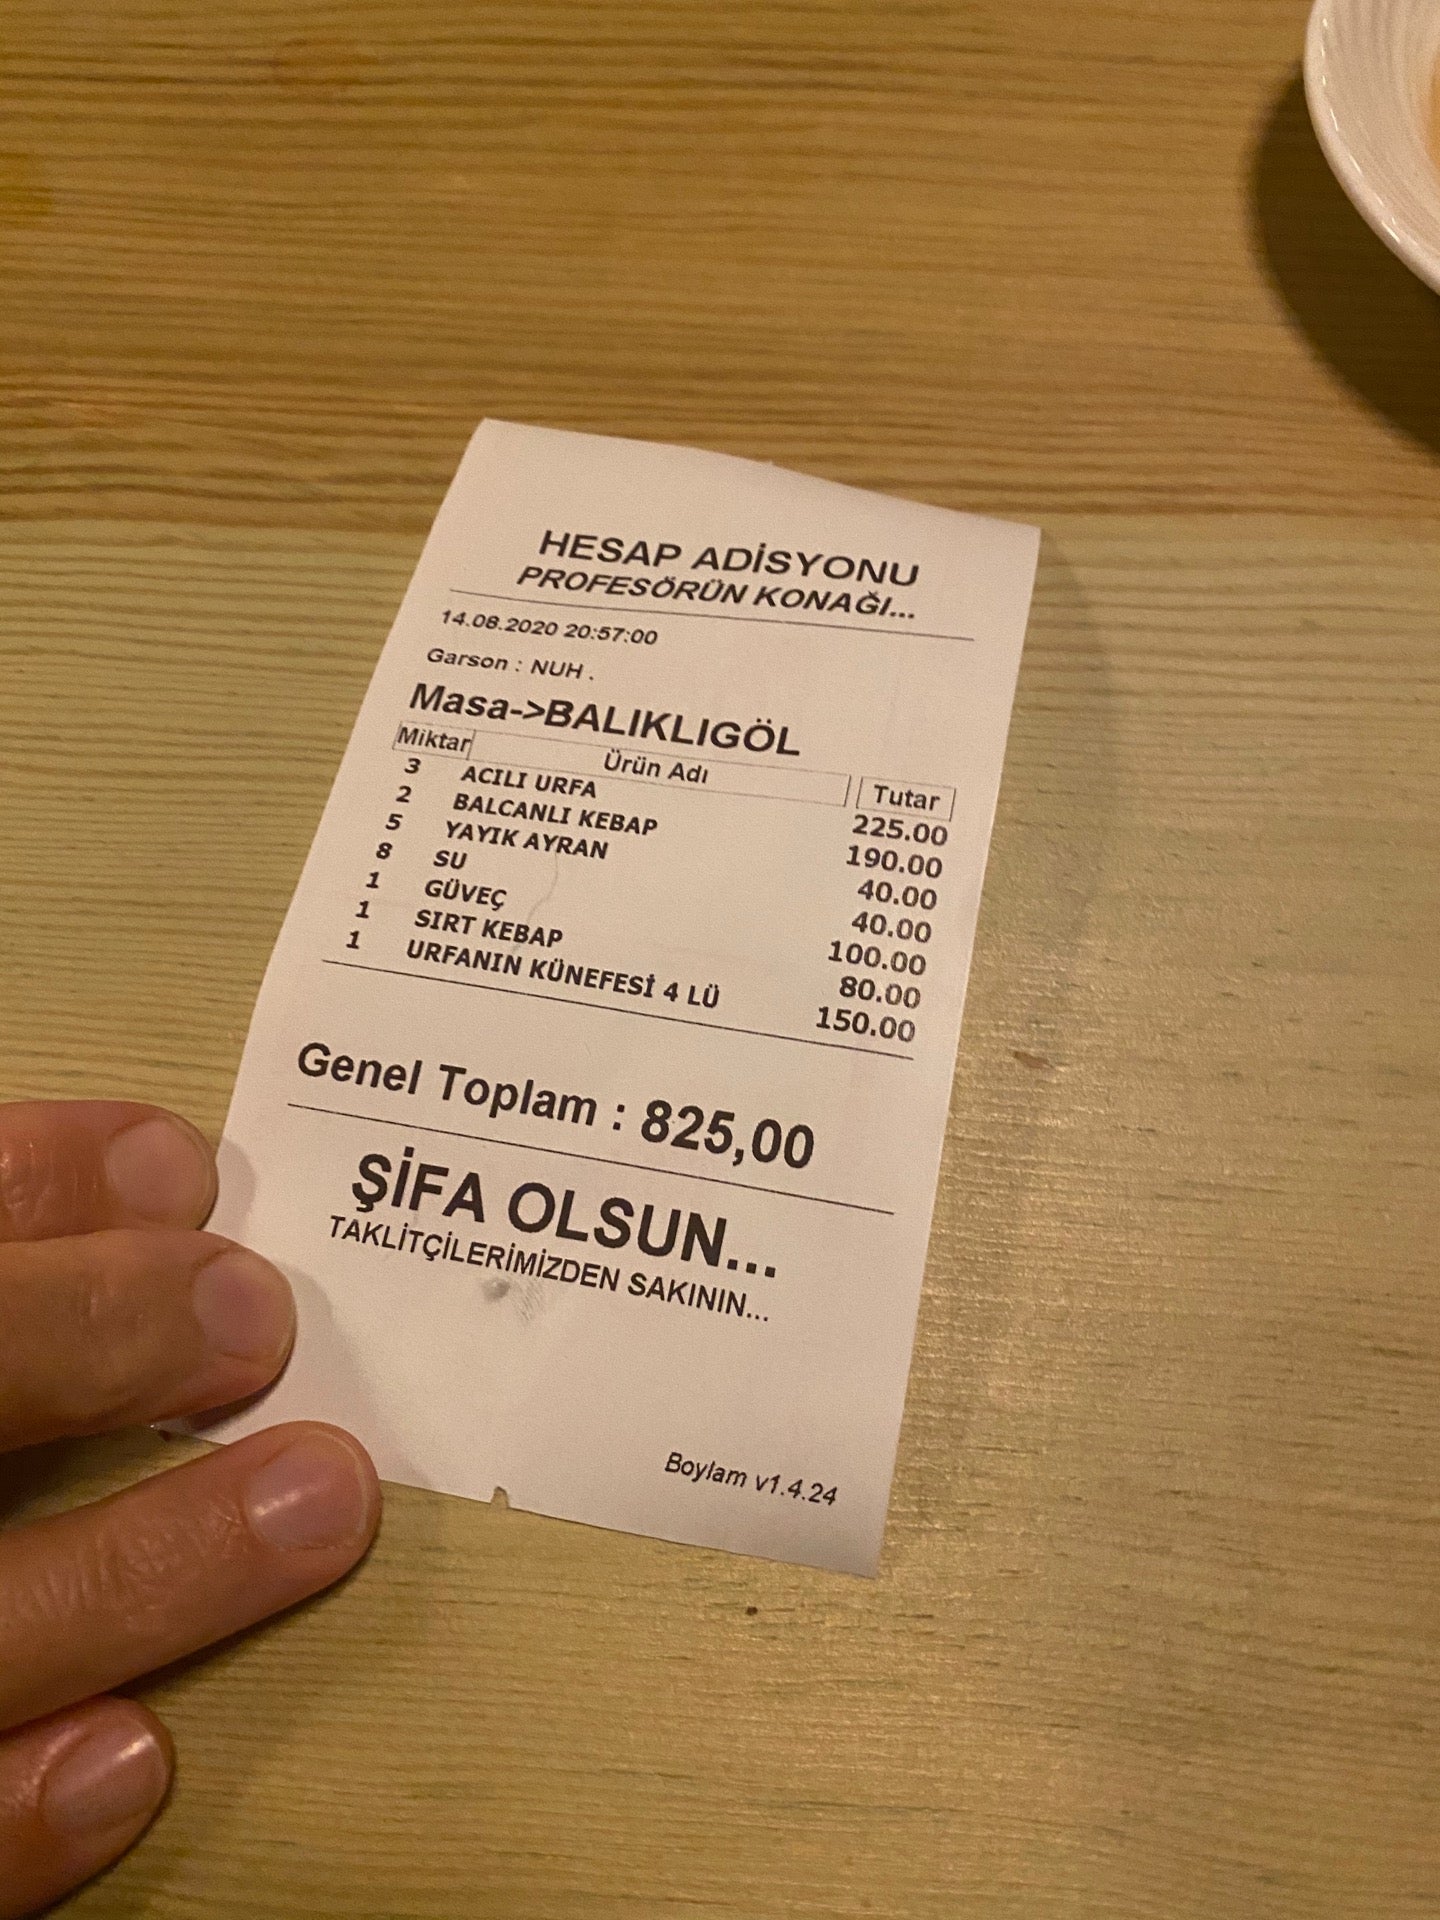 HESAP ADİSYONU
PROFESÖRÜN KONAĞI...
14.08.2020 20:57:00
Garson : NUH .
Masa->BALIKLIGÖL
Miktar Ürün Adı Tutar
3 ACILI URFA 225.00
2 BALCANLI KEBAP 190.00
5 YAYIK AYRAN 40.00
8 SU 40.00
1 GÜVEÇ 100.00
1 SIRT KEBAP 80.00
1 URFANIN KÜNEFESİ 4 LÜ 150.00
Genel Toplam : 825,00
ŞİFA OLSUN...
TAKLİTÇİLERİMİZDEN SAKININ...
Boylam v1.4.24